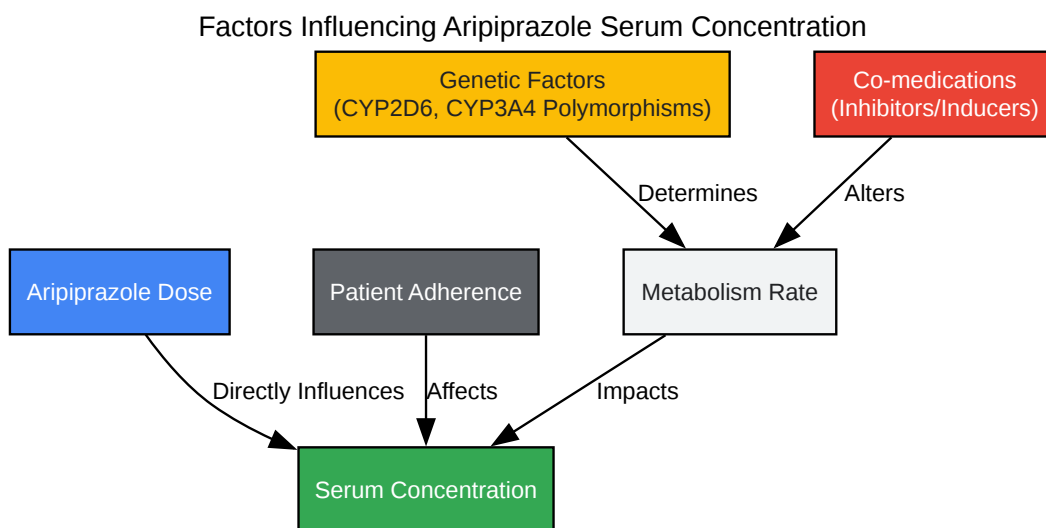 Factors Influencing Aripiprazole Serum Concentration
Genetic Factors
(CYP2D6, CYP3A4 Polymorphisms)
Co-medications
(Inhibitors/Inducers)
Determines
Alters
Aripiprazole Dose
Patient Adherence
Metabolism Rate
Directly Influences
Affects
Impacts
Serum Concentration